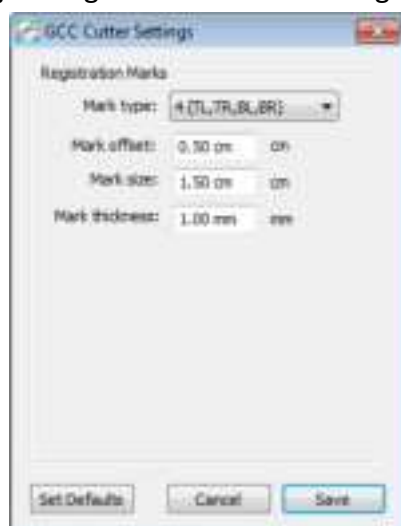 GCC Cutter Settings
Registration Marks
Mark type: 4 (TL,TR,BL,BR)
Mark offset: 0.50 cm cm
Mark size: 1.50 cm cm
Mark thickness: 1.00 mm mm
Set Defaults Cancel Save